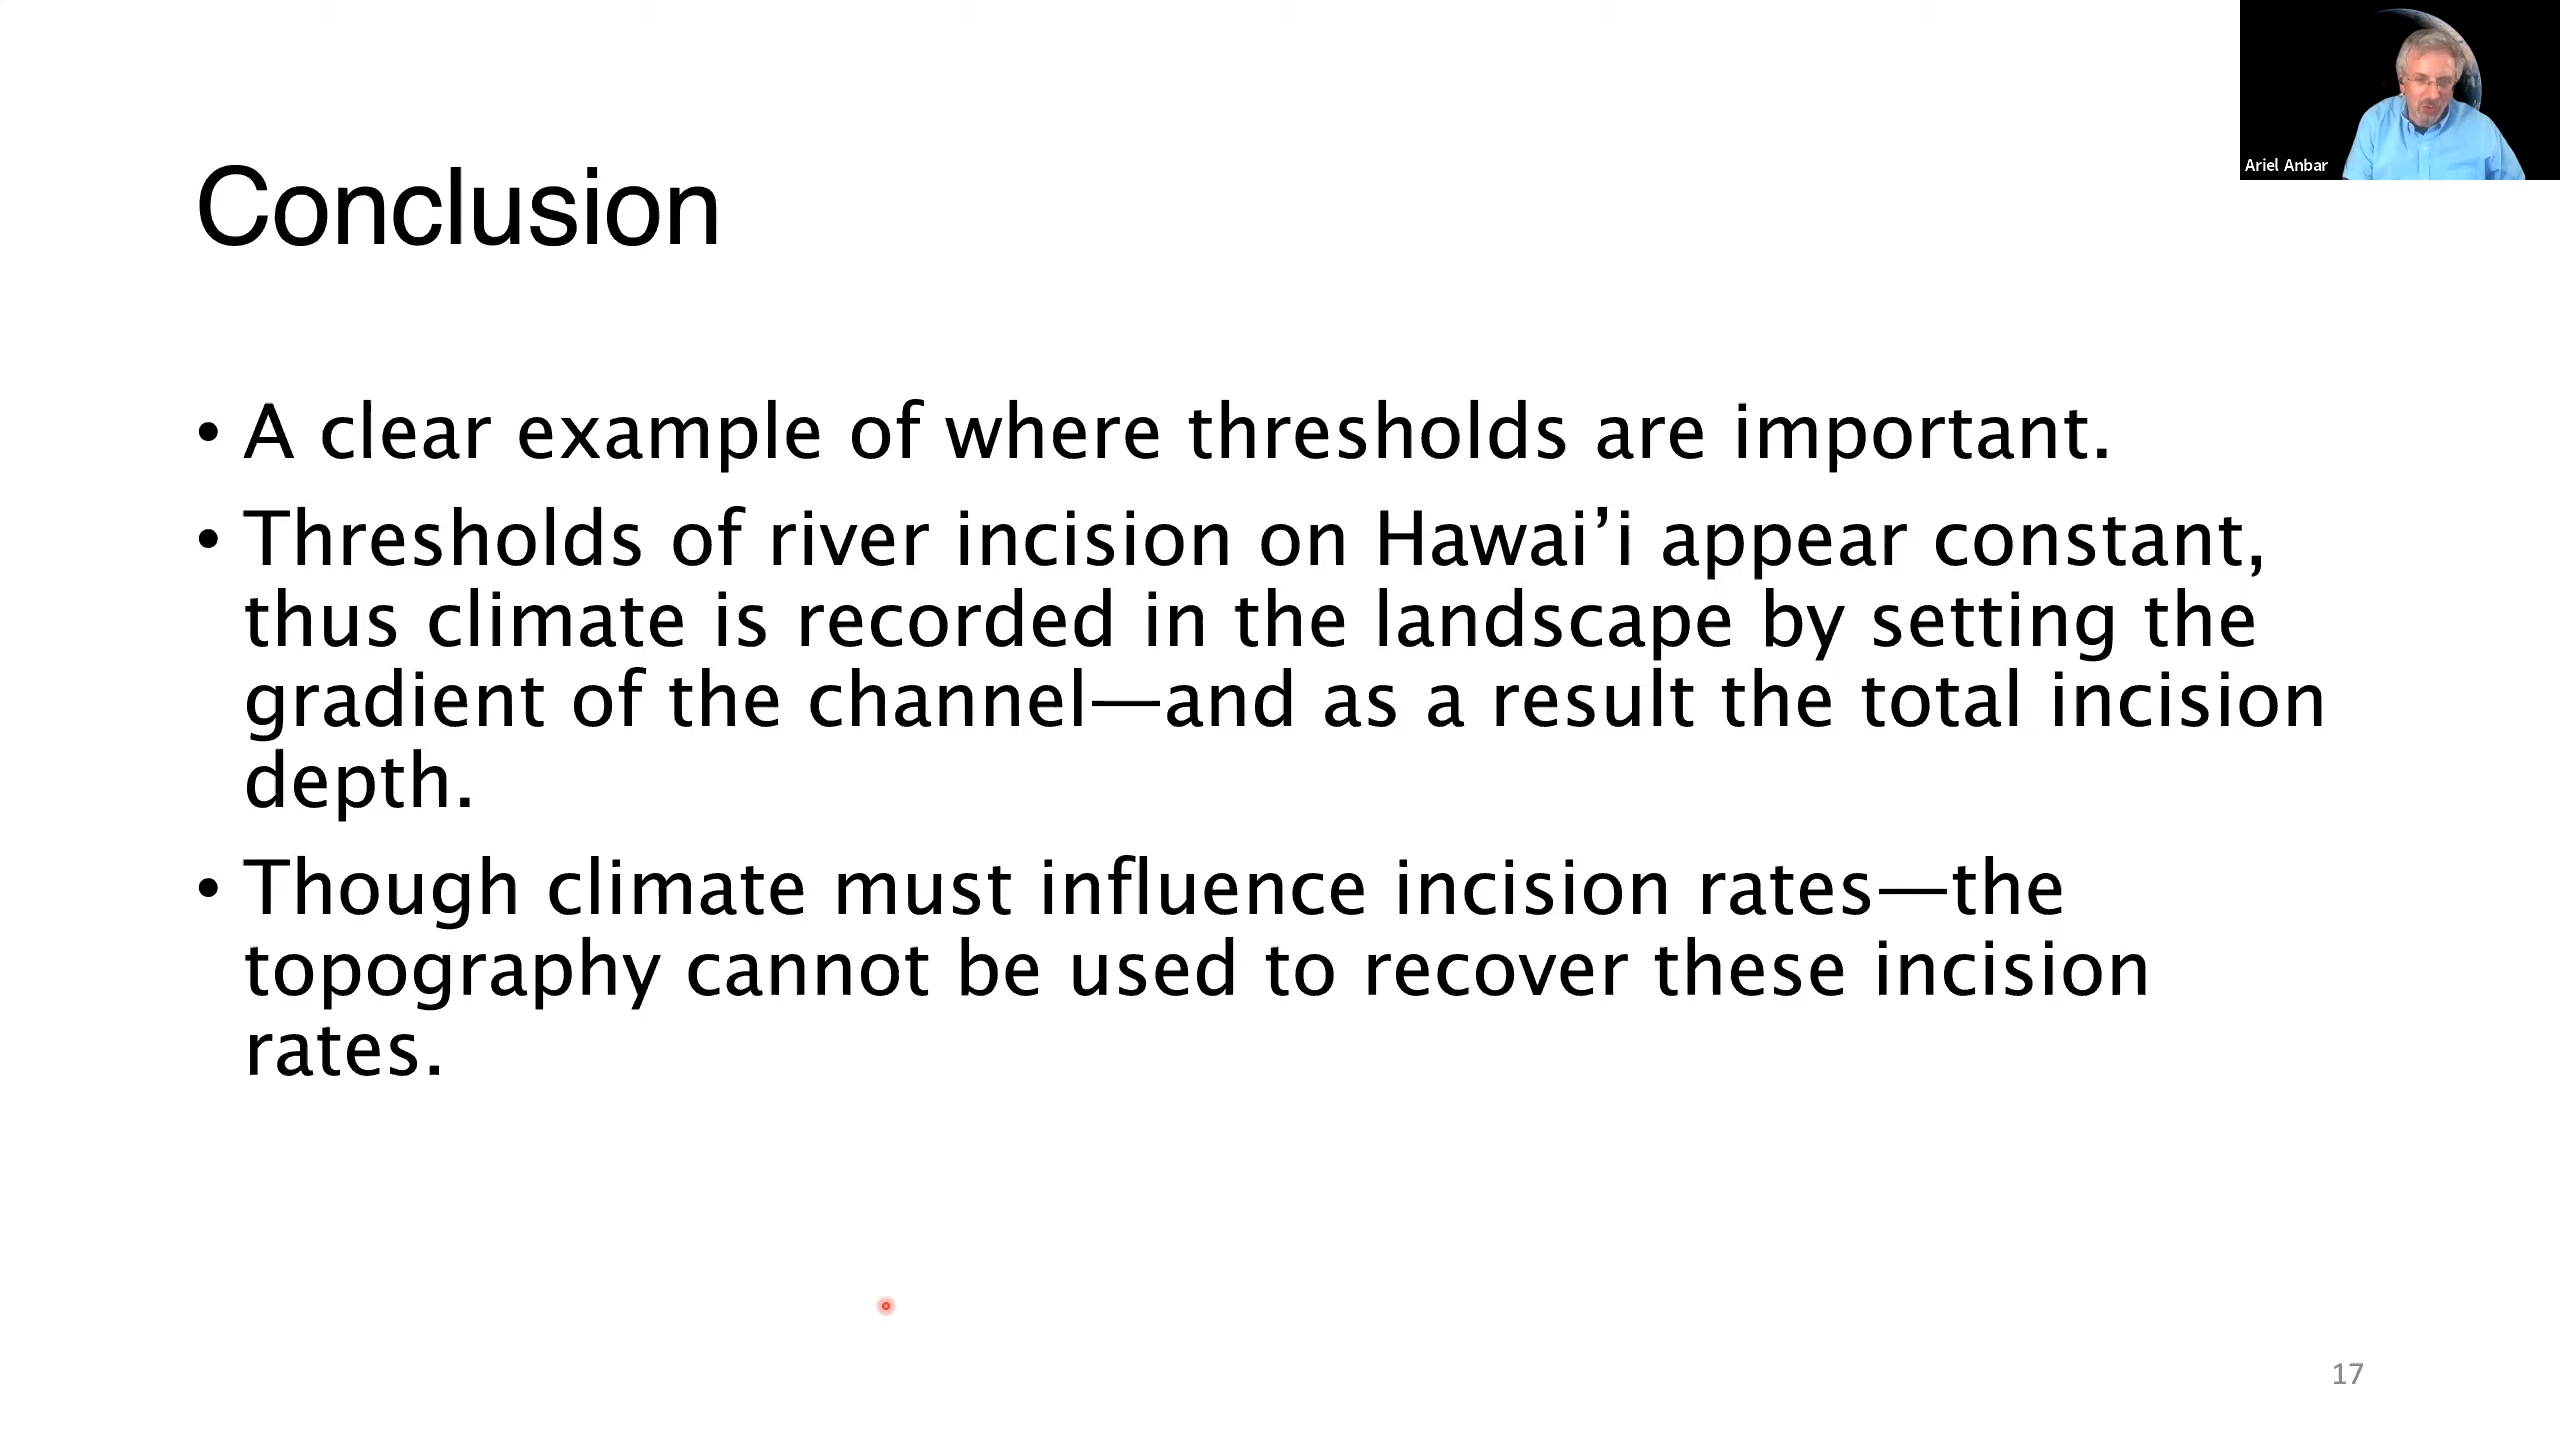 Ariel Anbar
Conclusion
• A clear example of where thresholds are important.
• Thresholds of river incision on Hawai’i appear constant,
thus climate is recorded in the landscape by setting the
gradient of the channel—and as a result the total incision
depth.
• Though climate must influence incision rates—the
topography cannot be used to recover these incision
rates.
17